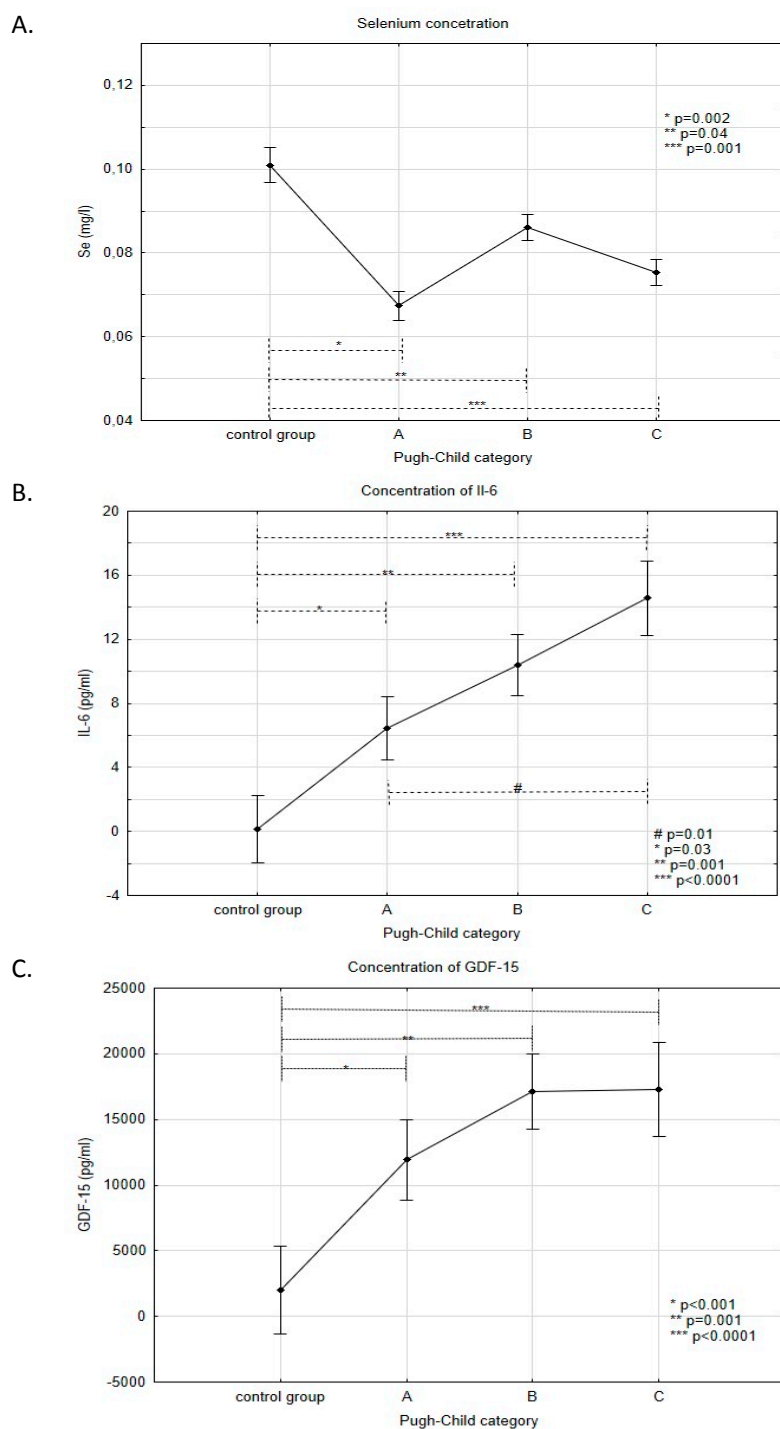 A.
Selenium concetration
0,12
* p=0.002
** p=0.04
*** p=0.001
0,10
Se (mg/l)
0,08
0,06
*
**
***
0,04
control group A B C
Pugh-Child category
B.
Concentration of Il-6
20
***
16
**
*
12
IL-6 (pg/ml)
8
4
#
0
# p=0.01
* p=0.03
** p=0.001
*** p<0.0001
-4
control group A B C
Pugh-Child category
C.
Concentration of GDF-15
25000
***
**
20000
*
15000
GDF-15 (pg/ml)
10000
5000
0
* p<0.001
** p=0.001
*** p<0.0001
-5000
control group A B C
Pugh-Child category